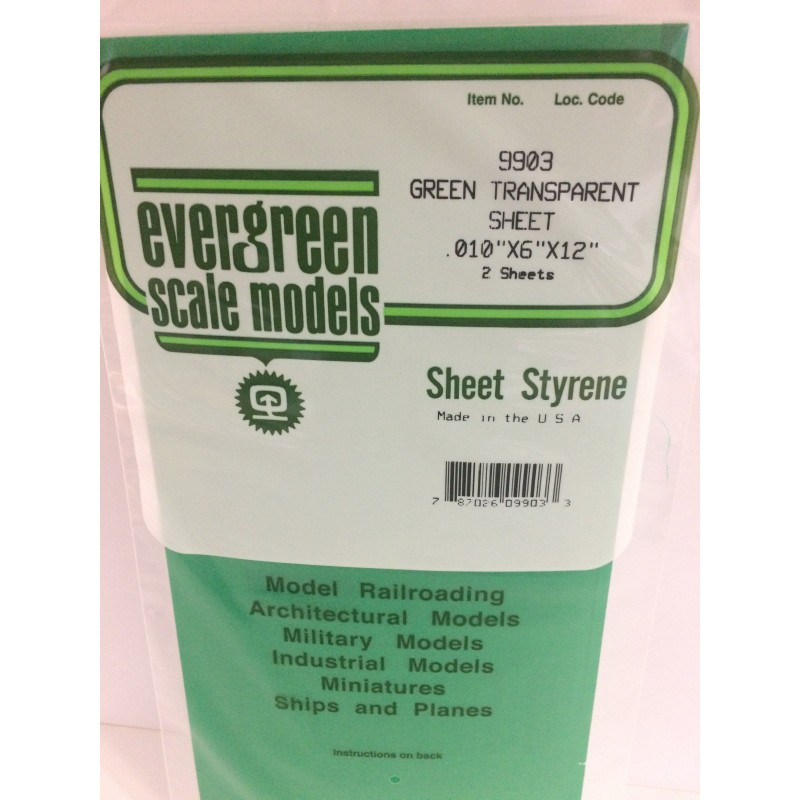 Item No. Loc. Code
9903
GREEN TRANSPARENT
SHEET
.010"X6"X12"
2 Sheets
evergreen
scale models
Sheet Styrene
Made in the U S A
7 87026 09903 3
Model Railroading
Architectural Models
Military Models
Industrial Models
Miniatures
Ships and Planes
Instructions on back